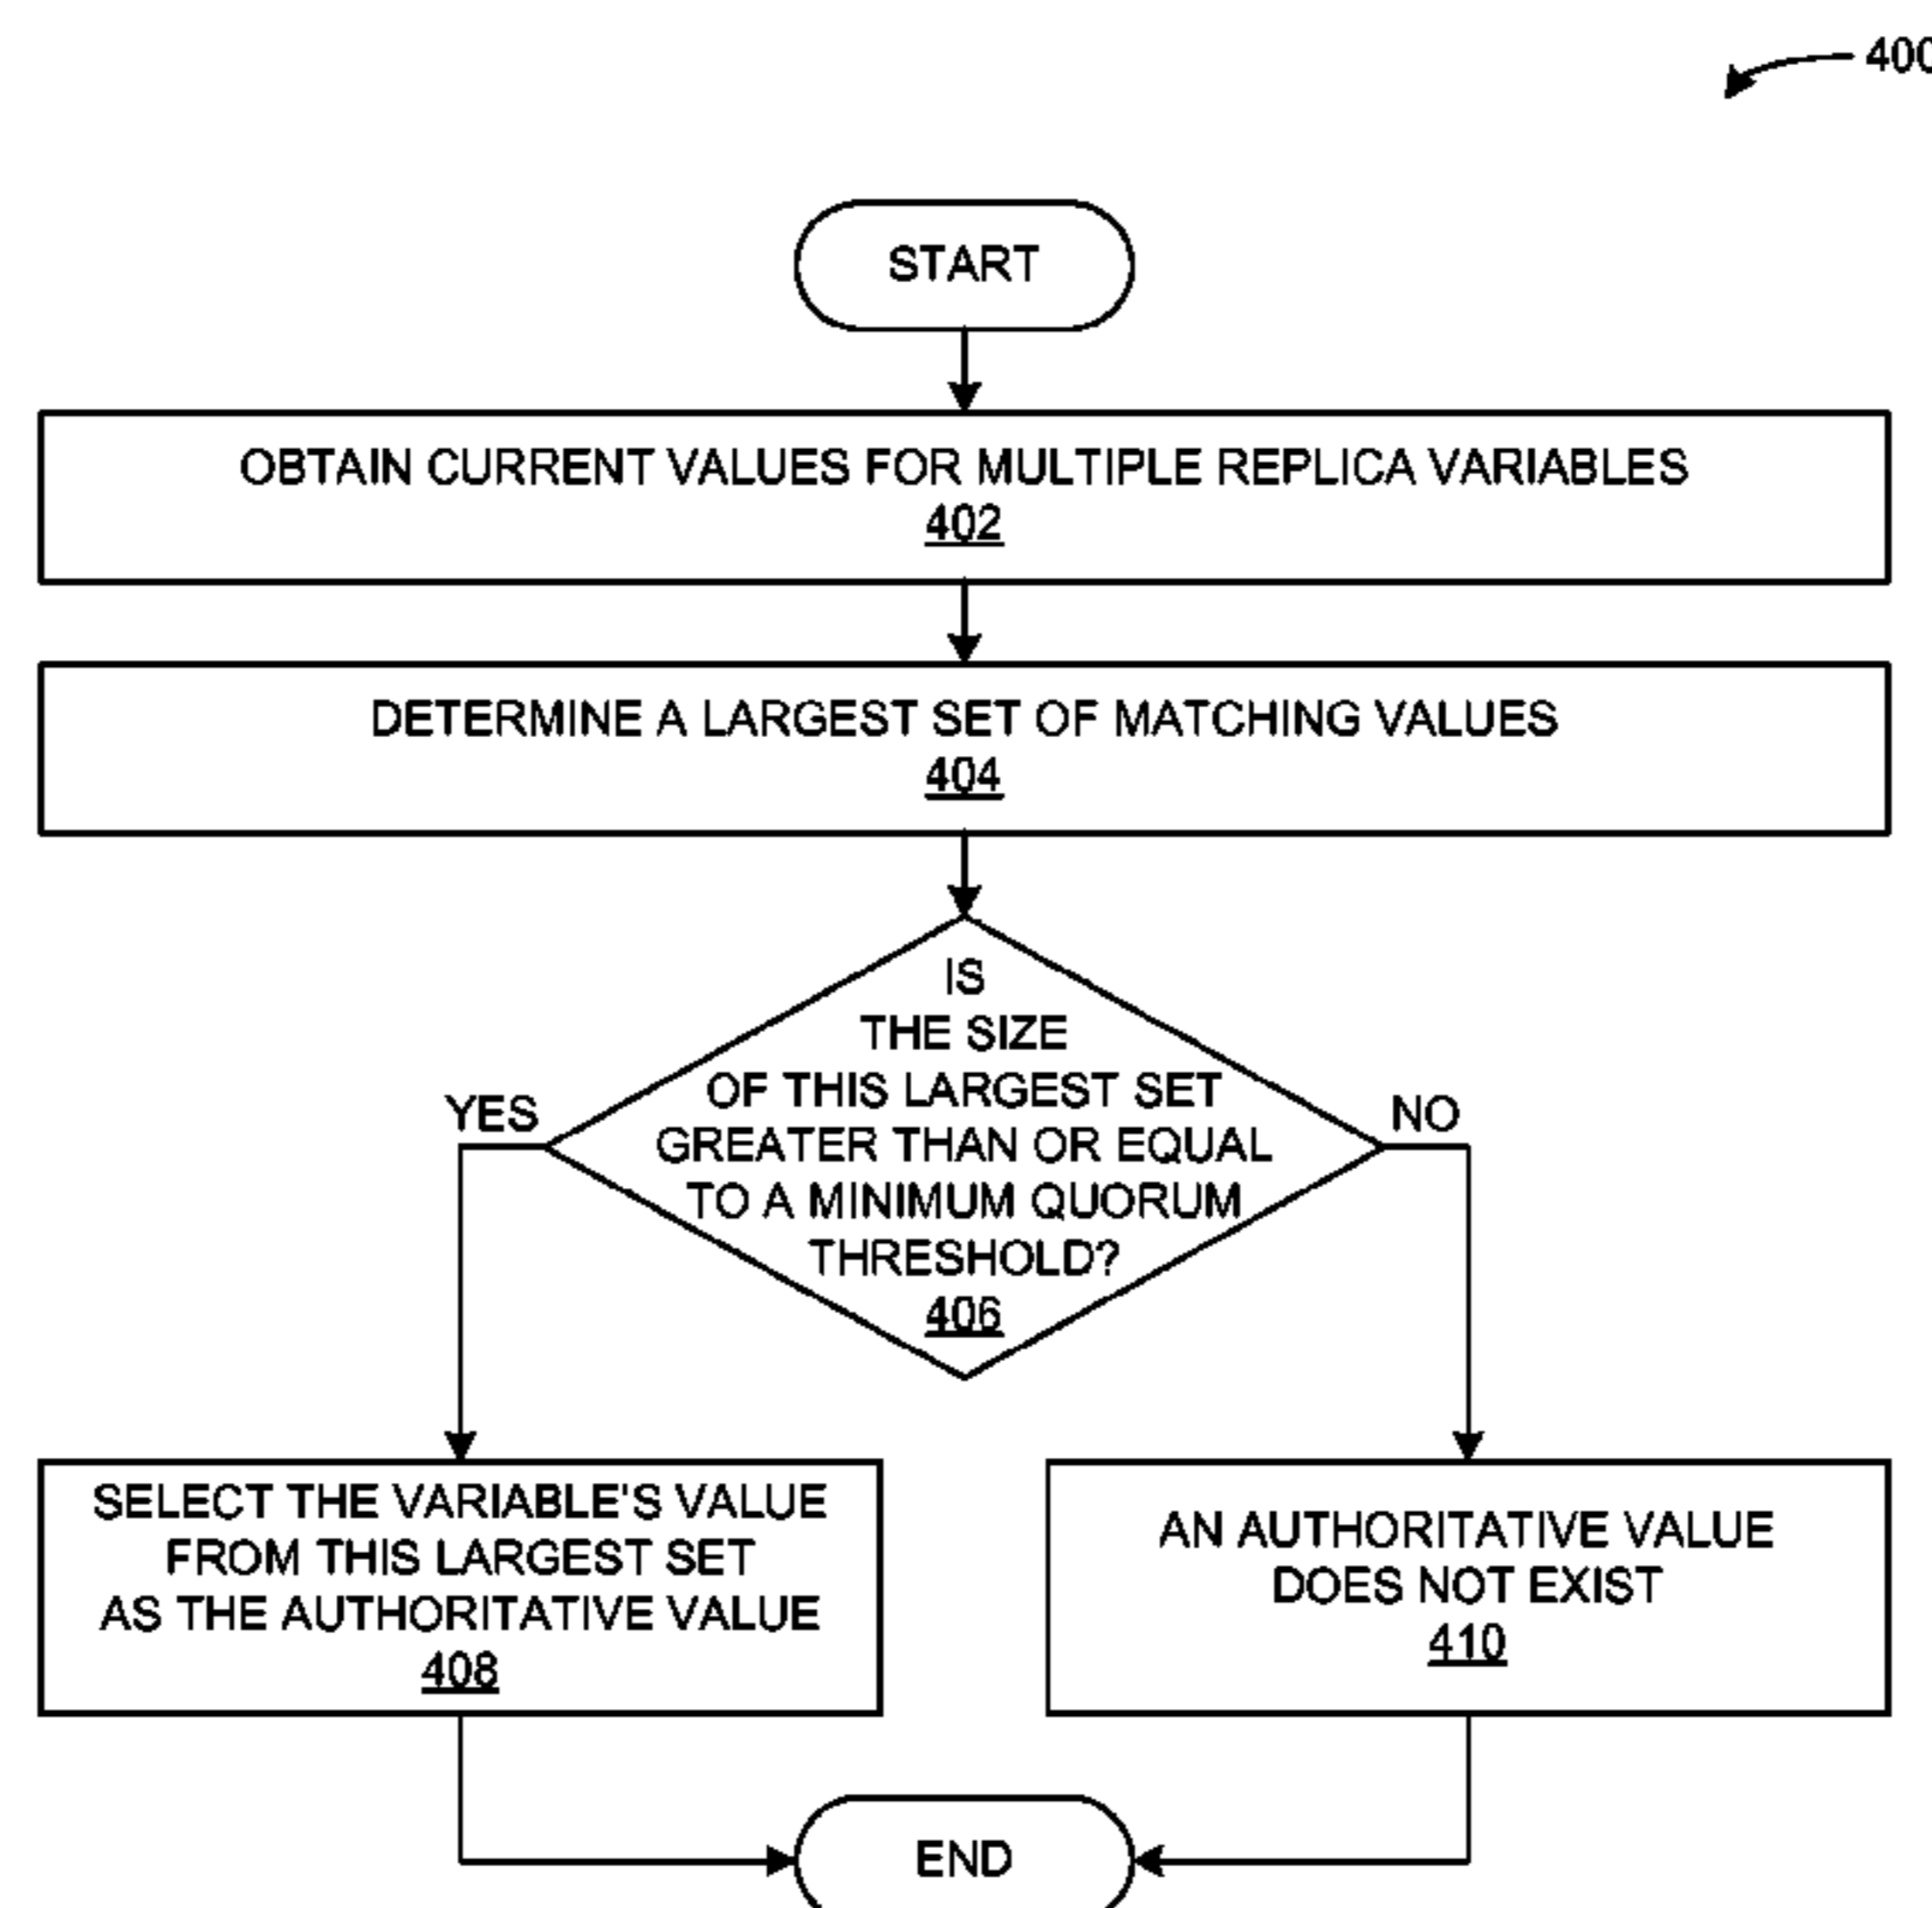 400
START
OBTAIN CURRENT VALUES FOR MULTIPLE REPLICA VARIABLES
402
DETERMINE A LARGEST SET OF MATCHING VALUES
404
IS
THE SIZE
OF THIS LARGEST SET
GREATER THAN OR EQUAL
TO A MINIMUM QUORUM
THRESHOLD?
406
YES
NO
SELECT THE VARIABLE'S VALUE
FROM THIS LARGEST SET
AS THE AUTHORITATIVE VALUE
408
AN AUTHORITATIVE VALUE
DOES NOT EXIST
410
END